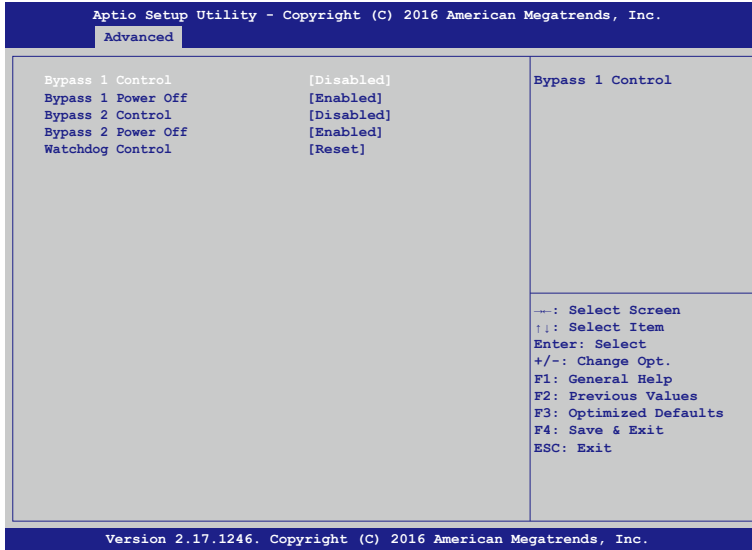 Aptio Setup Utility - Copyright (C) 2016 American Megatrends, Inc.
Advanced
Bypass 1 Control [Disabled]
Bypass 1 Power Off [Enabled]
Bypass 2 Control [Disabled]
Bypass 2 Power Off [Enabled]
Watchdog Control [Reset]
Bypass 1 Control
→←: Select Screen
↑↓: Select Item
Enter: Select
+/-: Change Opt.
F1: General Help
F2: Previous Values
F3: Optimized Defaults
F4: Save & Exit
ESC: Exit
Version 2.17.1246. Copyright (C) 2016 American Megatrends, Inc.